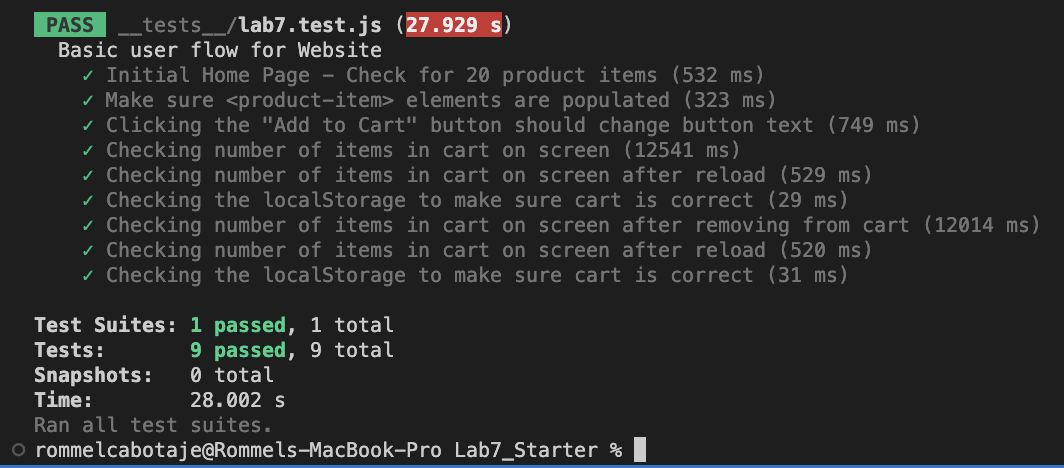 PASS __tests__/lab7.test.js (27.929 s)
Basic user flow for Website
✓ Initial Home Page - Check for 20 product items (532 ms)
✓ Make sure <product-item> elements are populated (323 ms)
✓ Clicking the "Add to Cart" button should change button text (749 ms)
✓ Checking number of items in cart on screen (12541 ms)
✓ Checking number of items in cart on screen after reload (529 ms)
✓ Checking the localStorage to make sure cart is correct (29 ms)
✓ Checking number of items in cart on screen after removing from cart (12014 ms)
✓ Checking number of items in cart on screen after reload (520 ms)
✓ Checking the localStorage to make sure cart is correct (31 ms)
Test Suites: 1 passed, 1 total
Tests: 9 passed, 9 total
Snapshots: 0 total
Time: 28.002 s
Ran all test suites.
rommelcabotaje@Rommels-MacBook-Pro Lab7_Starter %